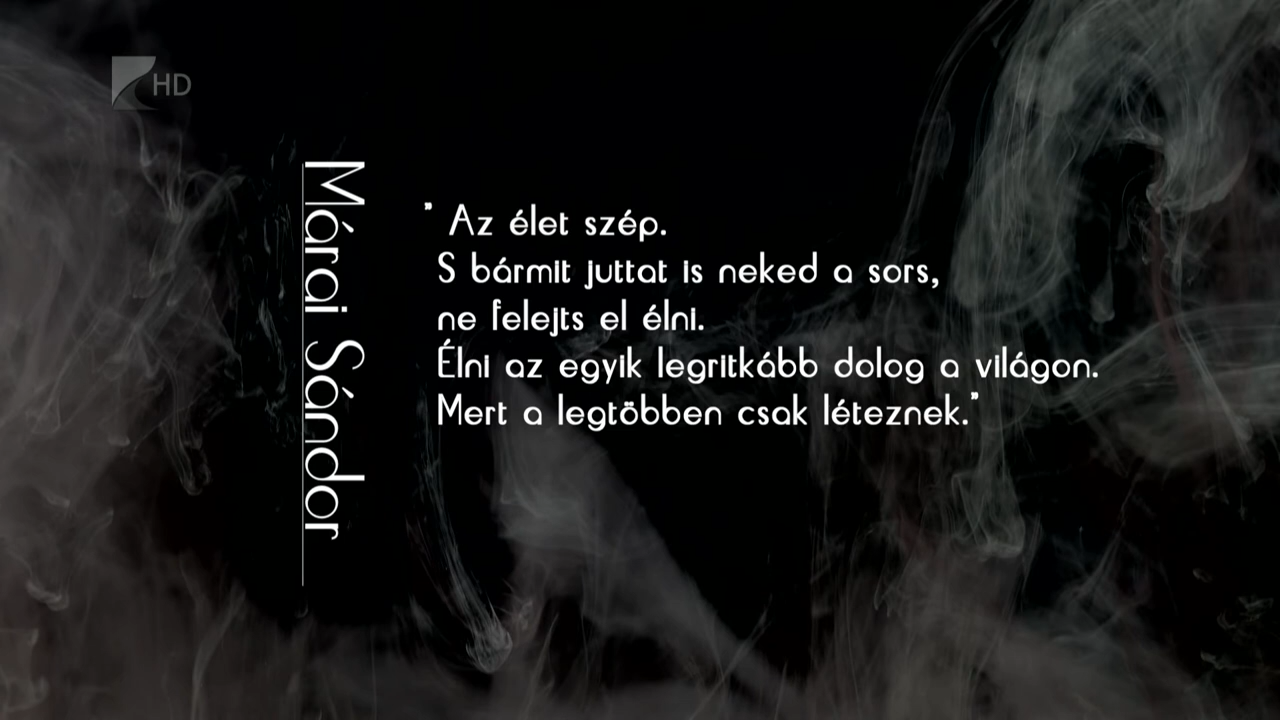 HD
Márai Sándor
" Az élet szép.
S bármit juttat is neked a sors,
ne felejts el élni.
Élni az egyik legritkább dolog a világon.
Mert a legtöbben csak léteznek."